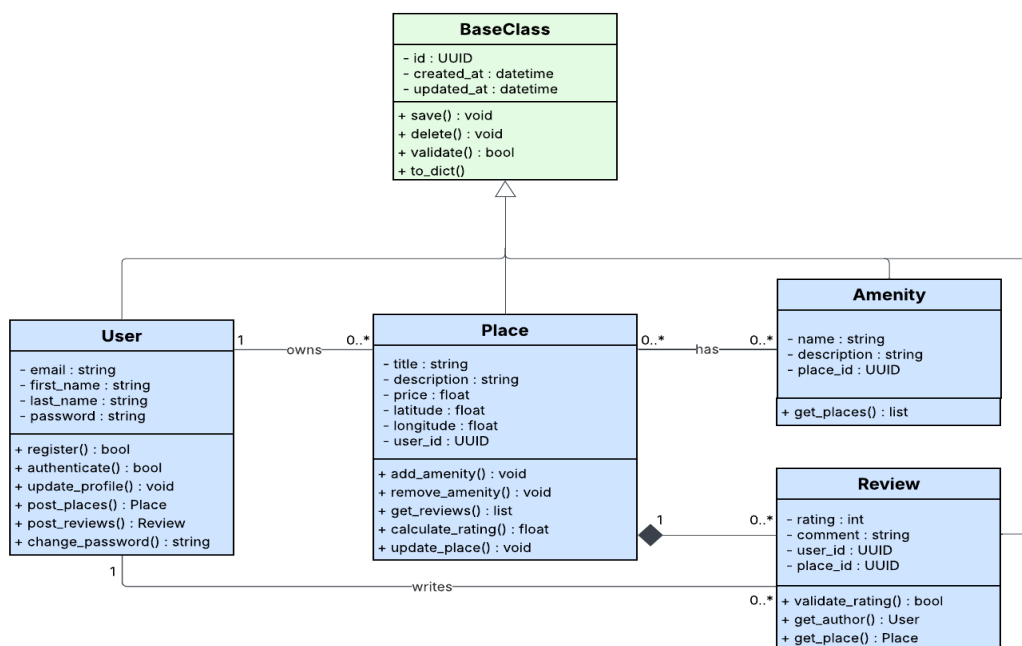 BaseClass
- id : UUID
- created_at : datetime
- updated_at : datetime
+ save() : void
+ delete() : void
+ validate() : bool
+ to_dict()
User
- email : string
- first_name : string
- last_name : string
- password : string
+ register() : bool
+ authenticate() : bool
+ update_profile() : void
+ post_places() : Place
+ post_reviews() : Review
+ change_password() : string
1
owns
0..*
Place
- title : string
- description : string
- price : float
- latitude : float
- longitude : float
- user_id : UUID
+ add_amenity() : void
+ remove_amenity() : void
+ get_reviews() : list
+ calculate_rating() : float
+ update_place() : void
0..*
has
0..*
Amenity
- name : string
- description : string
- place_id : UUID
+ get_places() : list
1
0..*
Review
- rating : int
- comment : string
- user_id : UUID
- place_id : UUID
+ validate_rating() : bool
+ get_author() : User
+ get_place() : Place
1
writes
0..*